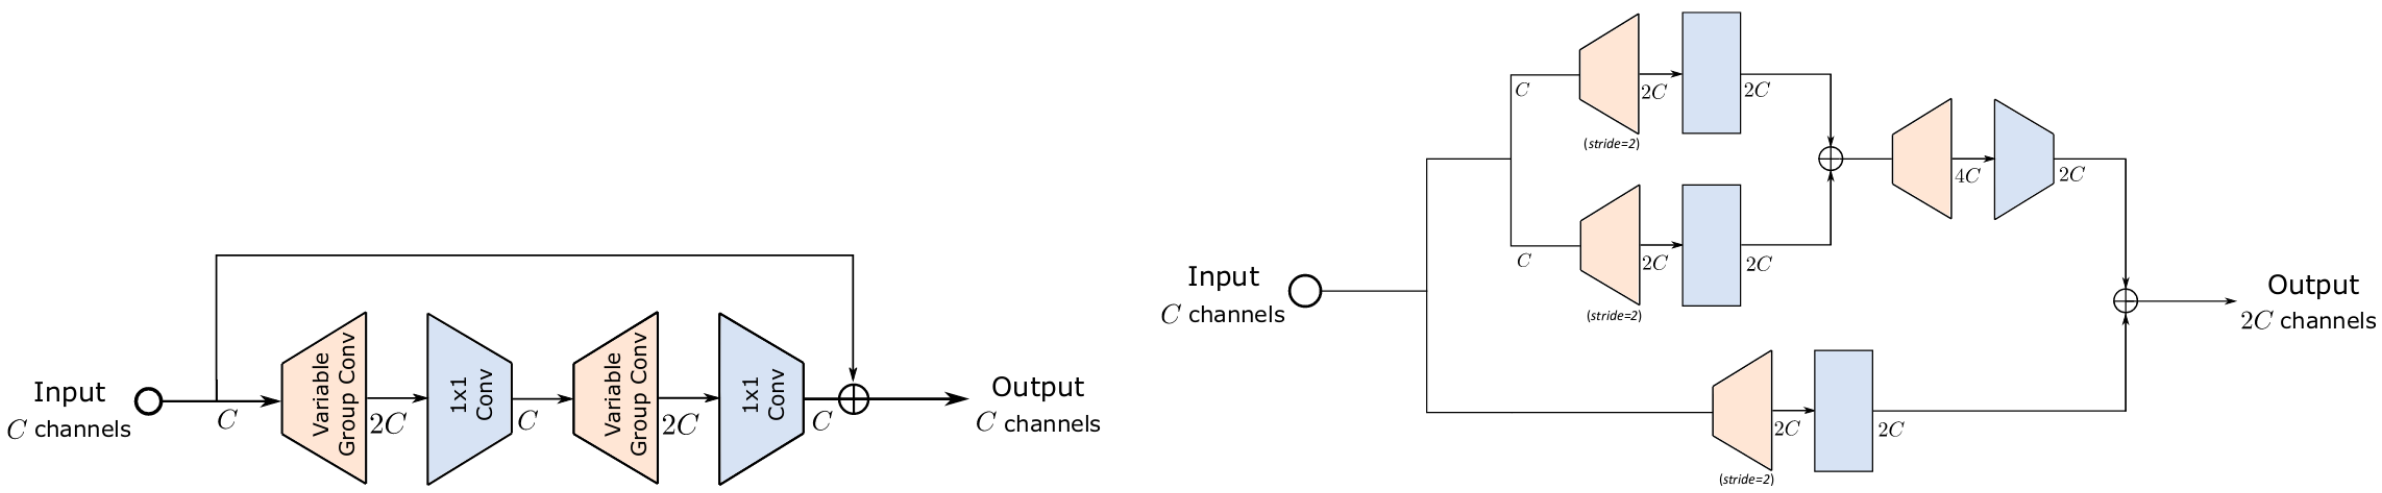 Input
C channels
C
Variable
Group Conv
2C
1x1
Conv
C
Variable
Group Conv
2C
1x1
Conv
C
Output
C channels
Input
C channels
C
2C
2C
(stride=2)
C
2C
2C
(stride=2)
4C
2C
2C
2C
(stride=2)
Output
2C channels